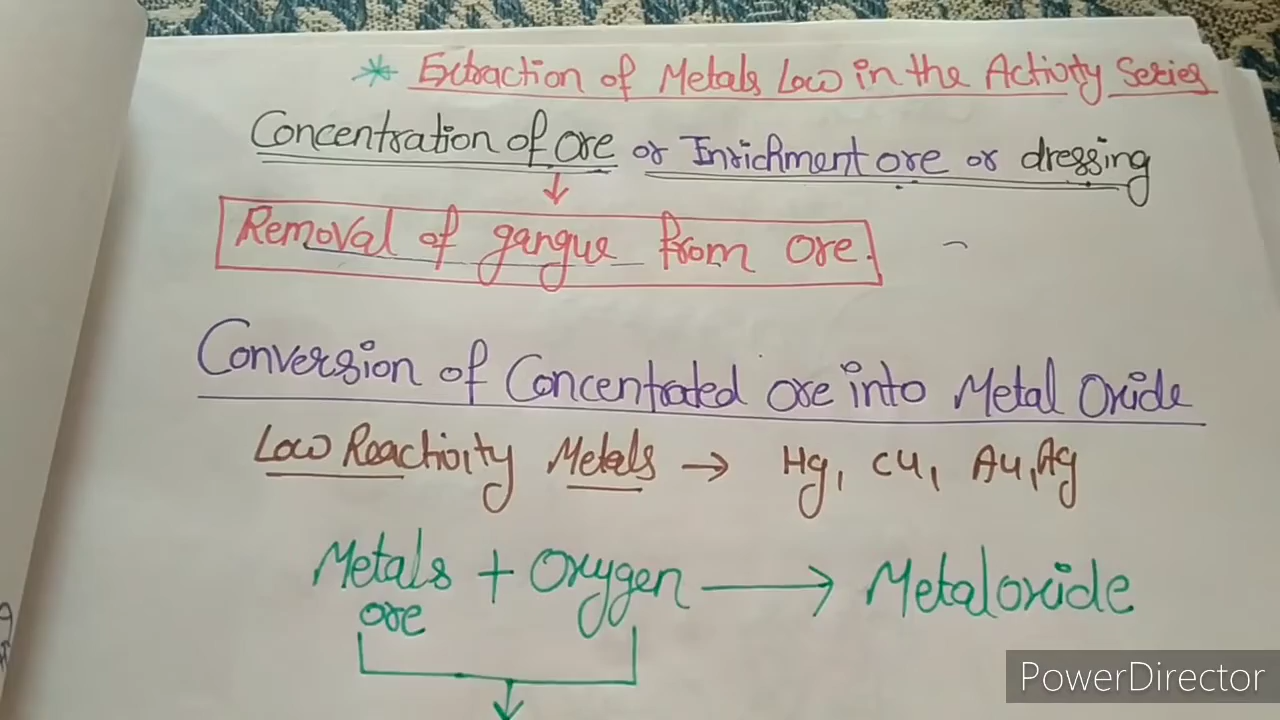 * Extraction of Metals Low in the Activity Series
Concentration of ore or Inrichment ore or dressing
Removal of gangue from ore.
Conversion of Concentrated ore into Metal Oxide
Low Reactivity Metals → Hg, Cu, Au, Ag
Metals + Oxygen → Metaloxide
ore
PowerDirector